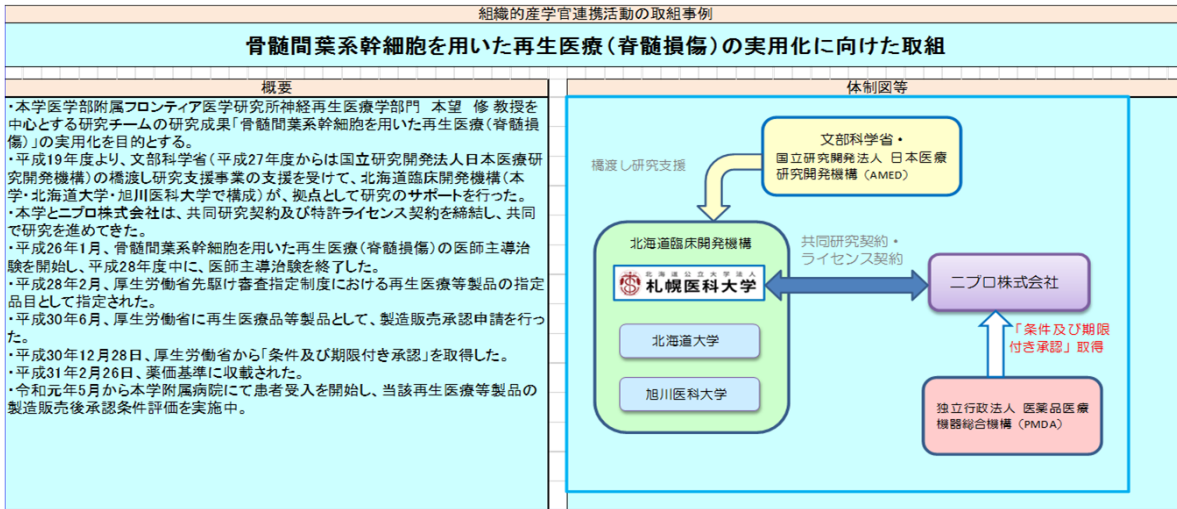 組織的産学官連携活動の取組事例
骨髄間葉系幹細胞を用いた再生医療（脊髄損傷）の実用化に向けた取組
概要
・本学医学部附属フロンティア医学研究所神経再生医療学部門　本望　修 教授を
中心とする研究チームの研究成果「骨髄間葉系幹細胞を用いた再生医療（脊髄損
傷）」の実用化を目的とする。
・平成19年度より、文部科学省（平成27年度からは国立研究開発法人日本医療研
究開発機構）の橋渡し研究支援事業の支援を受けて、北海道臨床開発機構（本
学・北海道大学・旭川医科大学で構成）が、拠点として研究のサポートを行った。
・本学とニプロ株式会社は、共同研究契約及び特許ライセンス契約を締結し、共同
で研究を進めてきた。
・平成26年1月、骨髄間葉系幹細胞を用いた再生医療（脊髄損傷）の医師主導治
験を開始し、平成28年度中に、医師主導治験を終了した。
・平成28年2月、厚生労働省先駆け審査指定制度における再生医療等製品の指定
品目として指定された。
・平成30年6月、厚生労働省に再生医療品等製品として、製造販売承認申請を行っ
た。
・平成30年12月28日、厚生労働省から「条件及び期限付き承認」を取得した。
・平成31年2月26日、薬価基準に収載された。
・令和元年5月から本学附属病院にて患者受入を開始し、当該再生医療等製品の
製造販売後承認条件評価を実施中。
体制図等
文部科学省・
国立研究開発法人 日本医療
研究開発機構（AMED）
橋渡し研究支援
北海道臨床開発機構
北海道公立大学法人
札幌医科大学
北海道大学
旭川医科大学
共同研究契約・
ライセンス契約
ニプロ株式会社
「条件及び期限
付き承認」取得
独立行政法人 医薬品医療
機器総合機構（PMDA）